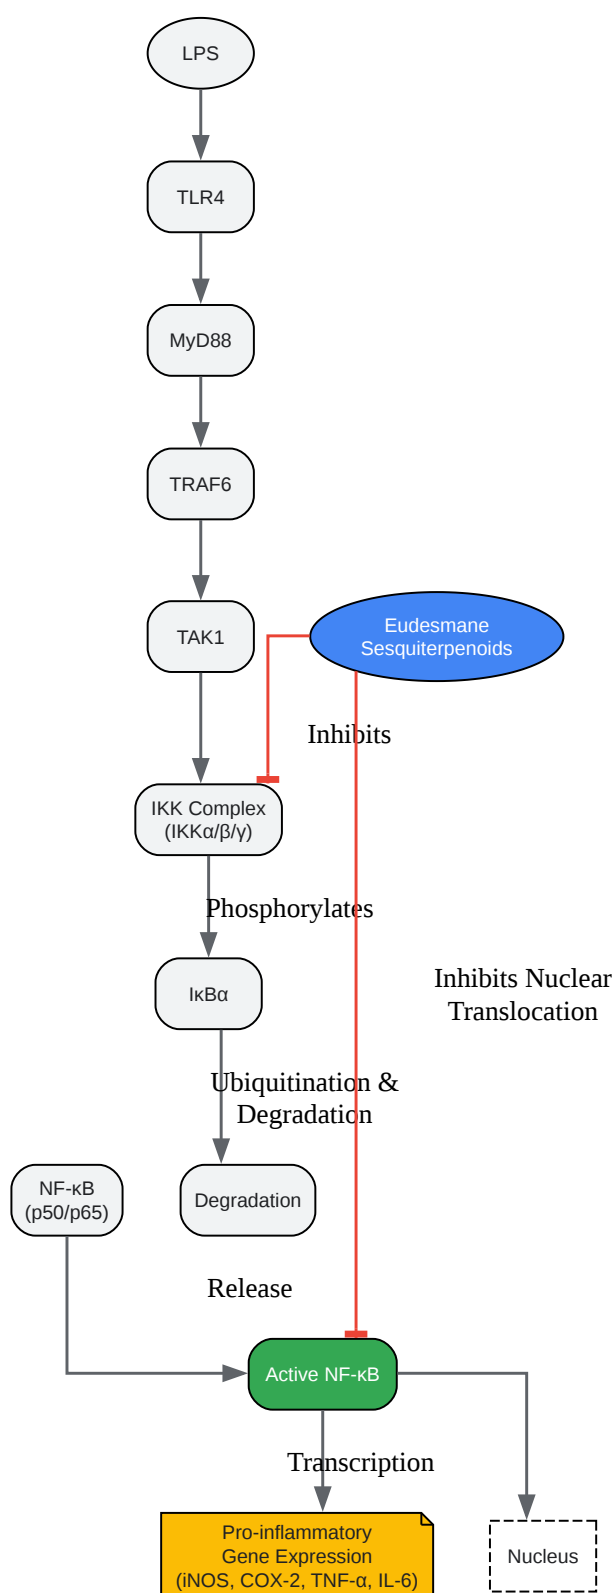 LPS
TLR4
MyD88
TRAF6
TAK1
Eudesmane
Sesquiterpenoids
Inhibits
IKK Complex
(IKKα/β/γ)
Phosphorylates
IκBα
Inhibits Nuclear
Translocation
Ubiquitination &
Degradation
NF-κB
(p50/p65)
Degradation
Release
Active NF-κB
Transcription
Pro-inflammatory
Gene Expression
(iNOS, COX-2, TNF-α, IL-6)
Nucleus